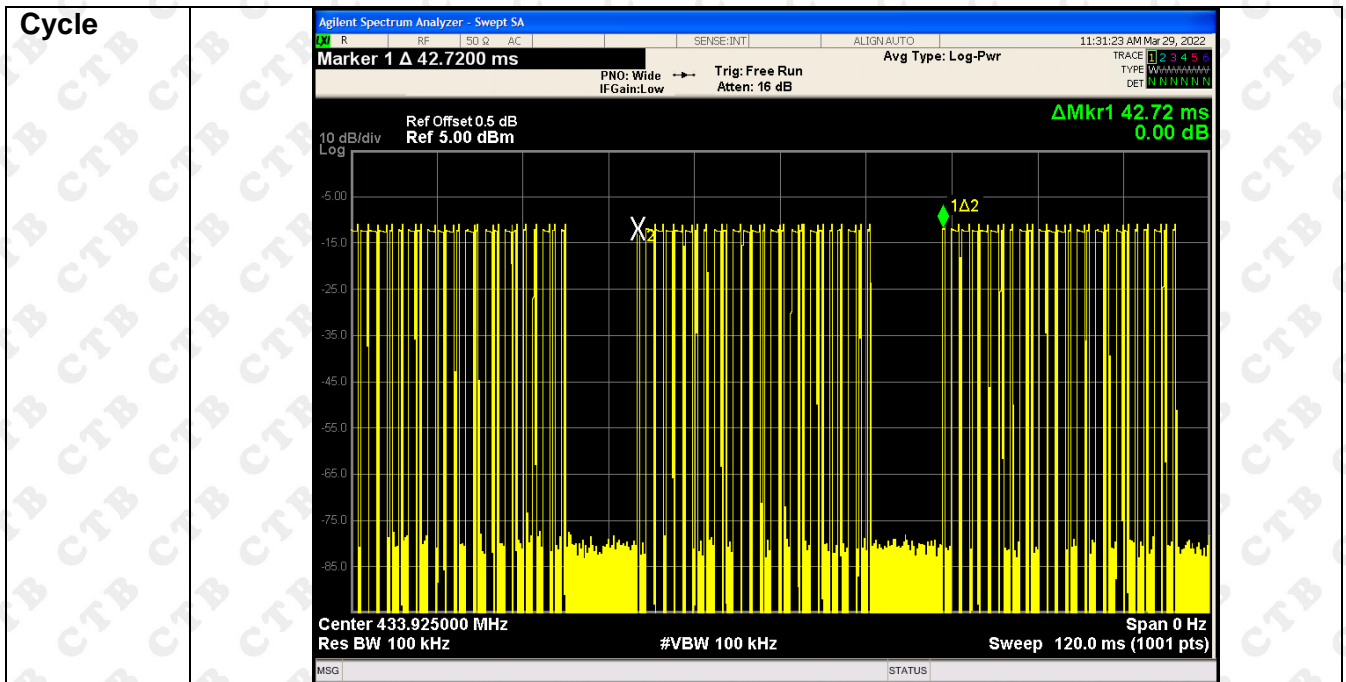 Cycle
Agilent Spectrum Analyzer - Swept SA
LXI R RF 50 Ω AC SENSE:INT ALIGN AUTO 11:31:23 AM Mar 29, 2022
Marker 1 Δ 42.7200 ms
PNO: Wide
IFGain:Low
Trig: Free Run
Atten: 16 dB
Avg Type: Log-Pwr
TRACE 1 2 3 4 5 6
TYPE W
DET N N N N N N
ΔMkr1 42.72 ms
0.00 dB
Ref Offset 0.5 dB
10 dB/div Ref 5.00 dBm
Log
-5.00
-15.0
-25.0
-35.0
-45.0
-55.0
-65.0
-75.0
-85.0
X2
1Δ2
Center 433.925000 MHz Span 0 Hz
Res BW 100 kHz #VBW 100 kHz Sweep 120.0 ms (1001 pts)
MSG STATUS
CTB